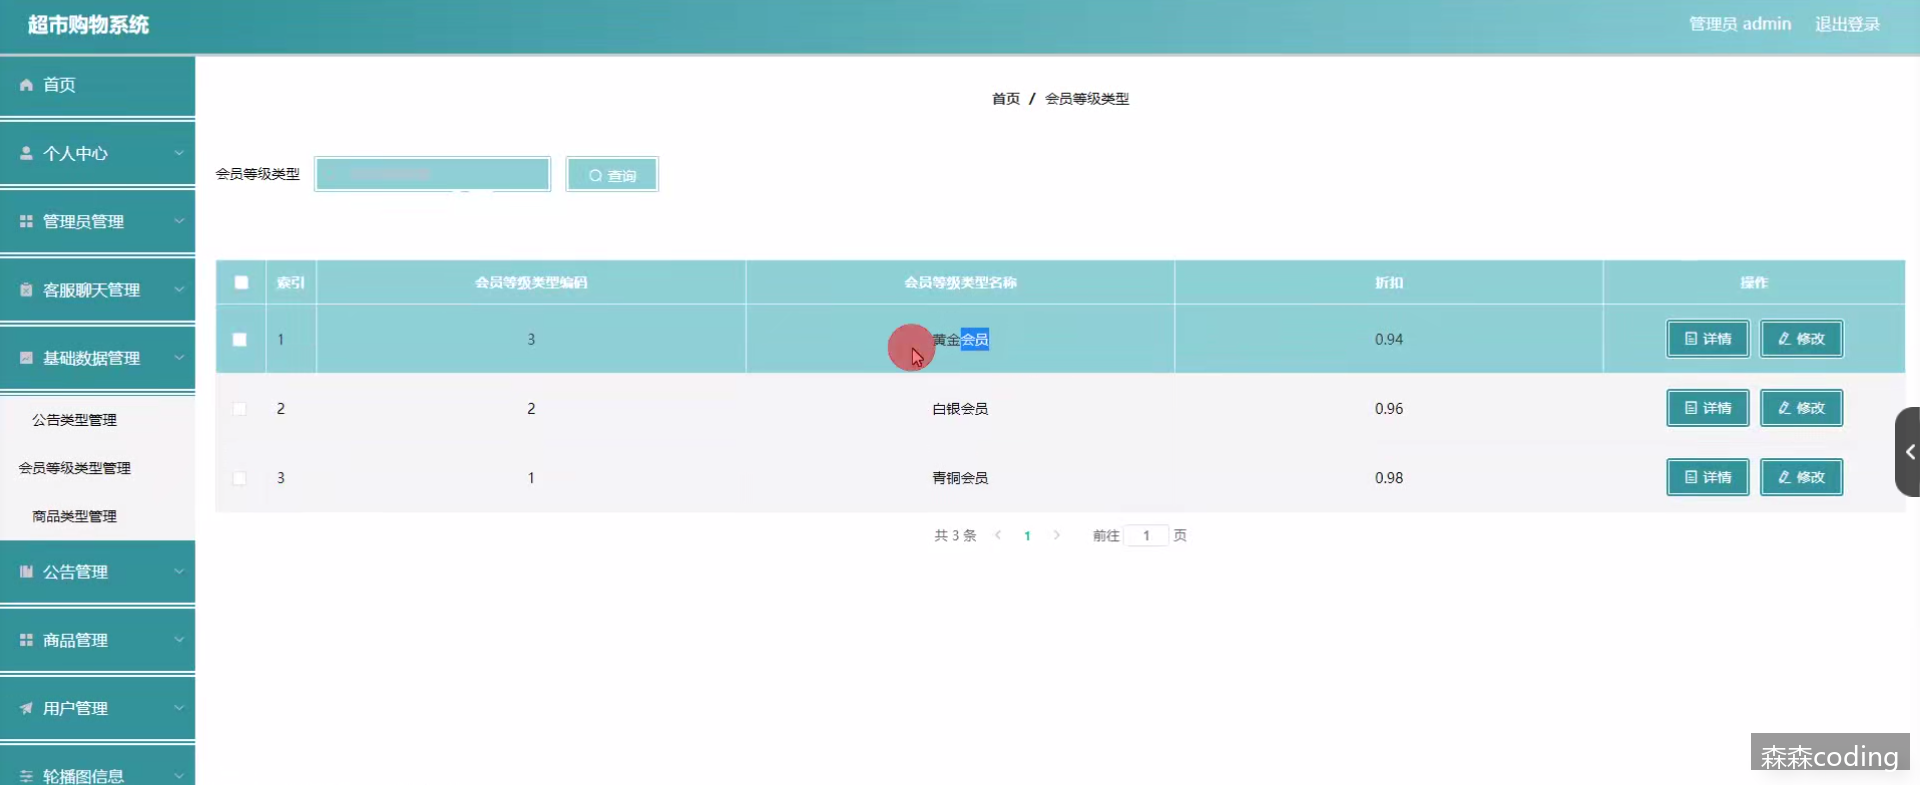 超市购物系统
管理员 admin 退出登录
首页
个人中心
管理员管理
客服聊天管理
基础数据管理
公告类型管理
会员等级类型管理
商品类型管理
公告管理
商品管理
用户管理
轮播图信息
首页 / 会员等级类型
会员等级类型 查询
索引 会员等级类型编码 会员等级类型名称 折扣 操作
1 3 黄金会员 0.94 详情 修改
2 2 白银会员 0.96 详情 修改
3 1 青铜会员 0.98 详情 修改
共 3 条 1 前往 1 页
森森coding